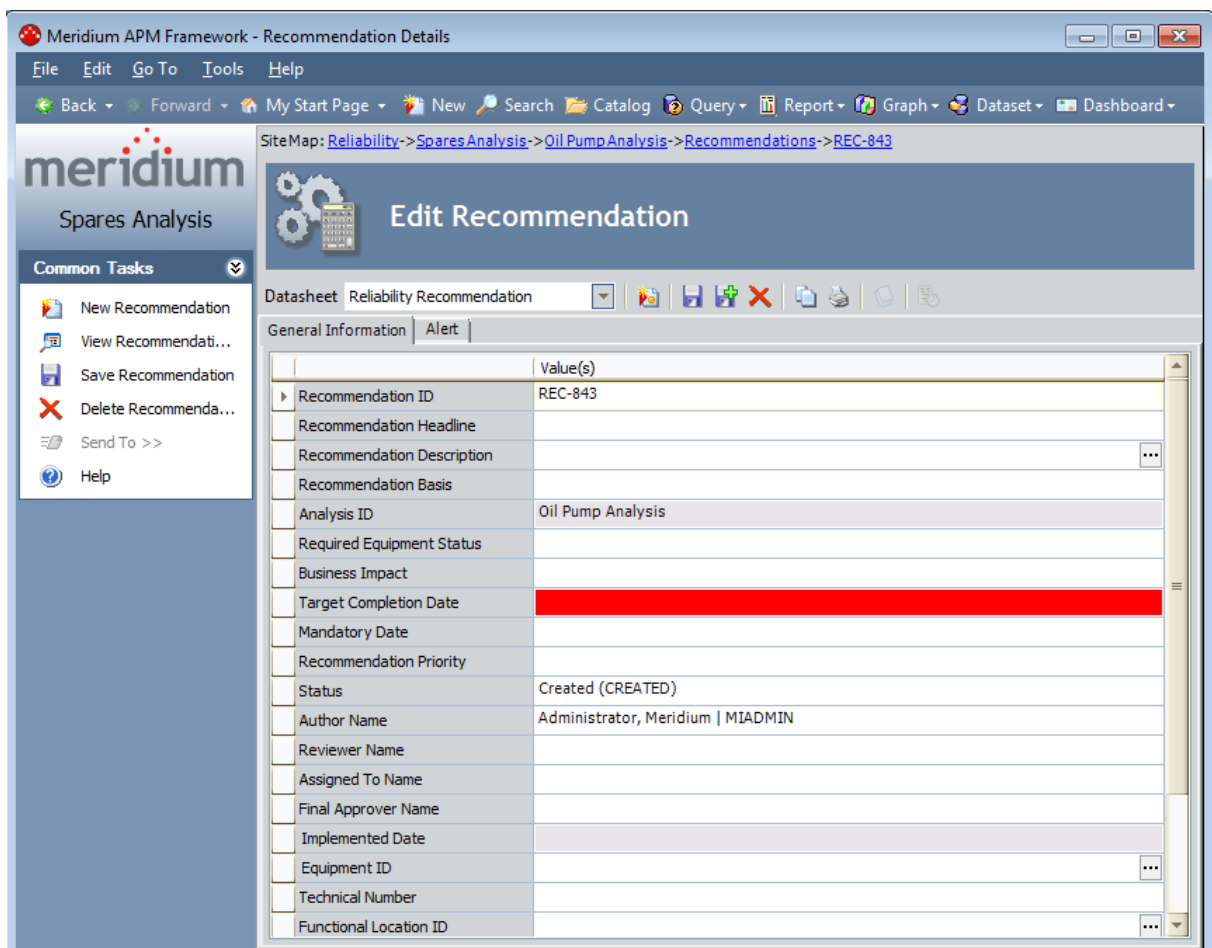 Meridium APM Framework - Recommendation Details
File Edit Go To Tools Help
Back Forward My Start Page New Search Catalog Query Report Graph Dataset Dashboard
meridium
Spares Analysis
Common Tasks
New Recommendation
View Recommendati...
Save Recommendation
Delete Recommenda...
Send To >>
Help
SiteMap: Reliability->Spares Analysis->Oil Pump Analysis->Recommendations->REC-843
Edit Recommendation
Datasheet Reliability Recommendation
General Information Alert
Value(s)
Recommendation ID REC-843
Recommendation Headline
Recommendation Description ...
Recommendation Basis
Analysis ID Oil Pump Analysis
Required Equipment Status
Business Impact
Target Completion Date
Mandatory Date
Recommendation Priority
Status Created (CREATED)
Author Name Administrator, Meridium | MIADMIN
Reviewer Name
Assigned To Name
Final Approver Name
Implemented Date
Equipment ID ...
Technical Number
Functional Location ID ...